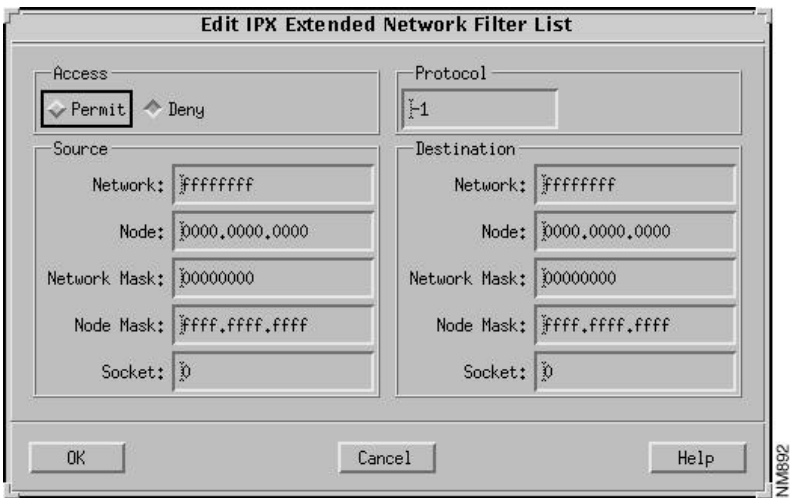 Edit IPX Extended Network Filter List
Access
Permit Deny
Protocol
-1
Source
Network: ffffffff
Node: 0000.0000.0000
Network Mask: 00000000
Node Mask: ffff.ffff.ffff
Socket: 0
Destination
Network: ffffffff
Node: 0000.0000.0000
Network Mask: 00000000
Node Mask: ffff.ffff.ffff
Socket: 0
OK Cancel Help
NM892